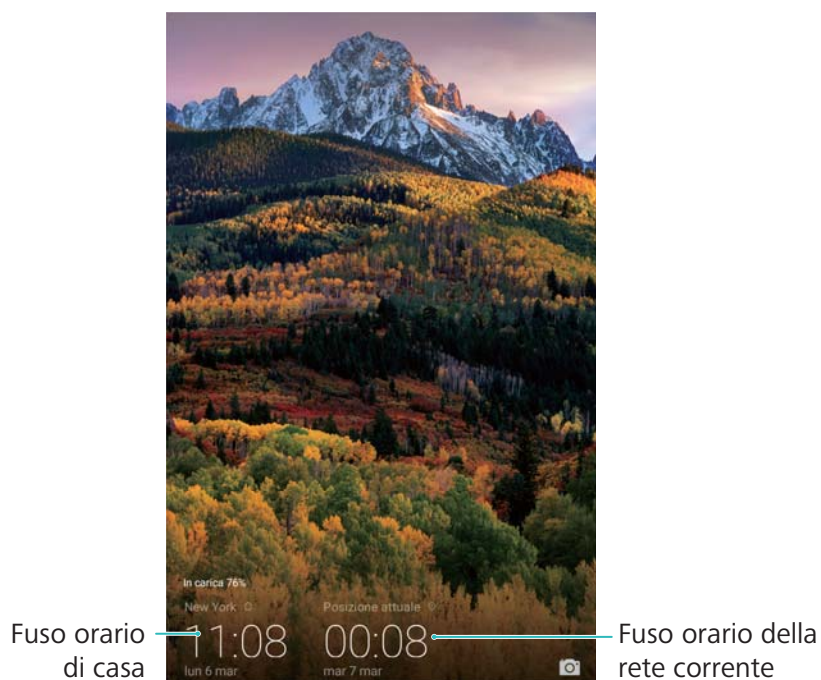 In carica 76%
New York
Posizione attuale
11:08
00:08
lun 6 mar
mar 7 mar
Fuso orario
di casa
Fuso orario della
rete corrente